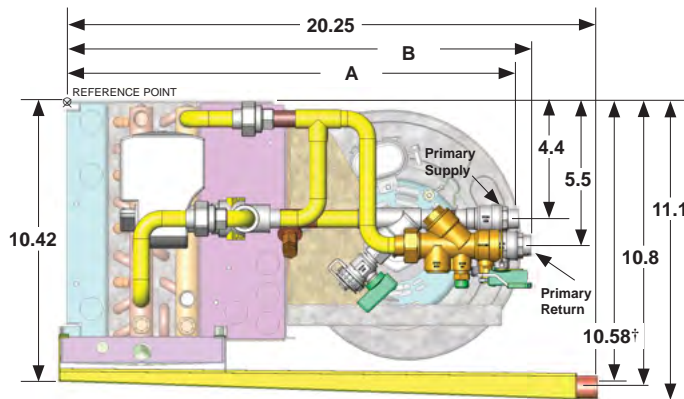 20.25
B
A
REFERENCE POINT
4.4
Primary
Supply
5.5
11.1
10.42
10.8
Primary
Return
10.58†